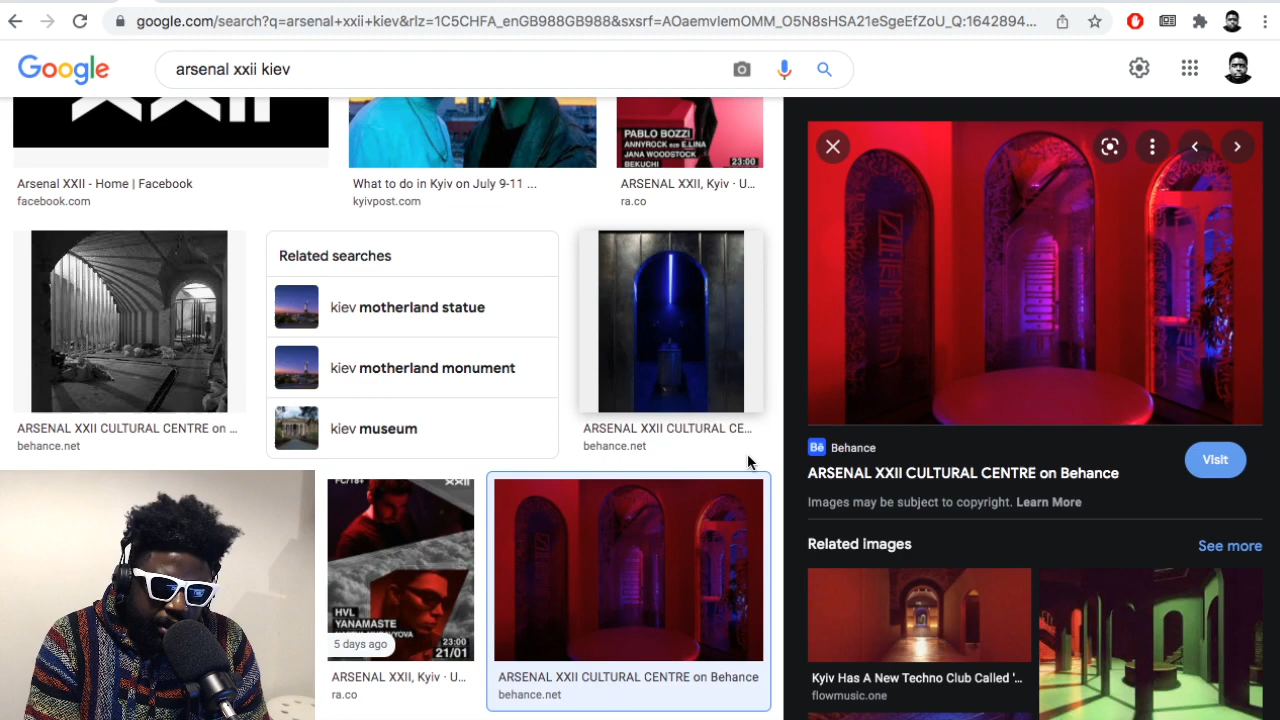 google.com/search?q=arsenal+xxii+kiev&rlz=1C5CHFA_enGB988GB988&sxsrf=AOaemvIemOMM_O5N8sHSA21eSgeEfZoU_Q:1642894...
Google
arsenal xxii kiev
XXII
Arsenal XXII - Home | Facebook
facebook.com
What to do in Kyiv on July 9-11 ...
kyivpost.com
PABLO BOZZI
ANNYROCK B2B E.LINA
JANA WOODSTOCK
BEKUCHI
23:00
ARSENAL XXII, Kyiv · U...
ra.co
ARSENAL XXII CULTURAL CENTRE on ...
behance.net
Related searches
kiev motherland statue
kiev motherland monument
kiev museum
ARSENAL XXII CULTURAL CE...
behance.net
FC/18+
XXII
HVL
YANAMASTE
23:00
21/01
5 days ago
ARSENAL XXII, Kyiv · U...
ra.co
ARSENAL XXII CULTURAL CENTRE on Behance
behance.net
Bē Behance
ARSENAL XXII CULTURAL CENTRE on Behance
Visit
Images may be subject to copyright. Learn More
Related images
See more
Kyiv Has A New Techno Club Called '...
flowmusic.one